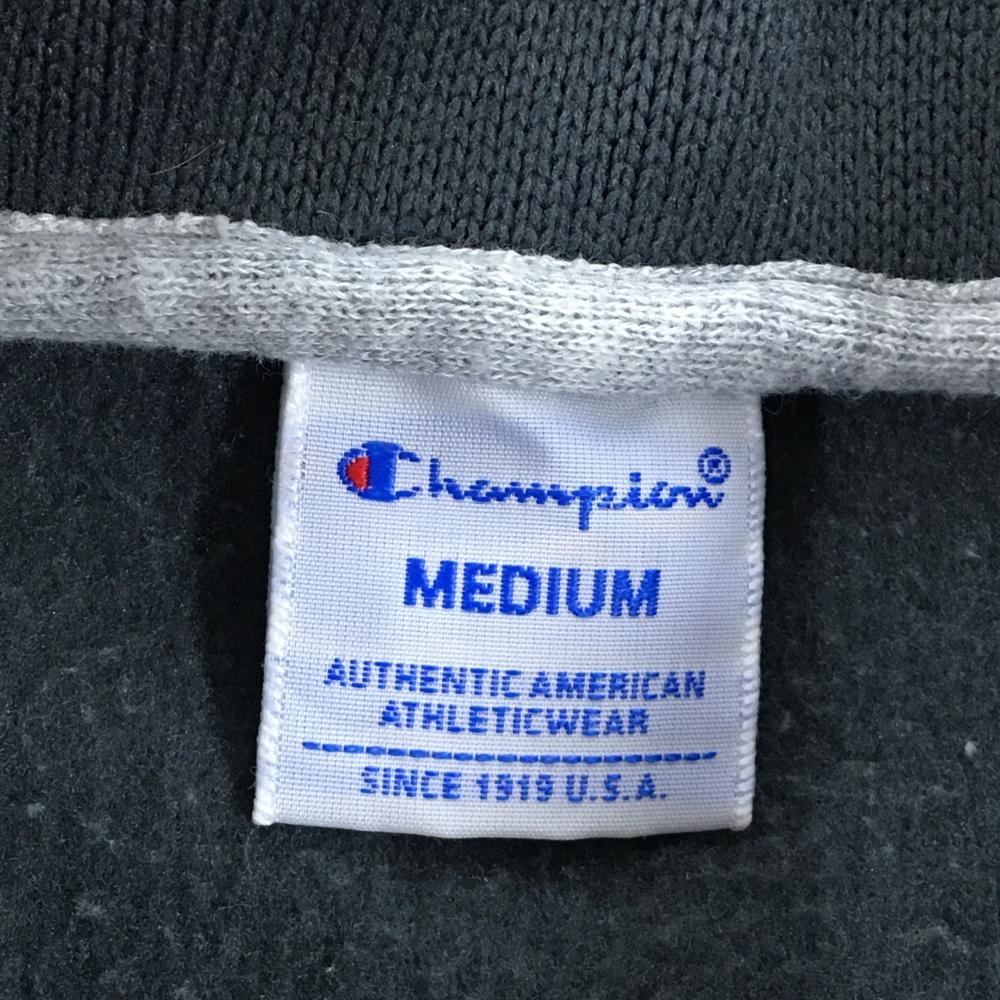 Champion®
MEDIUM
AUTHENTIC AMERICAN
ATHLETICWEAR
SINCE 1919 U.S.A.